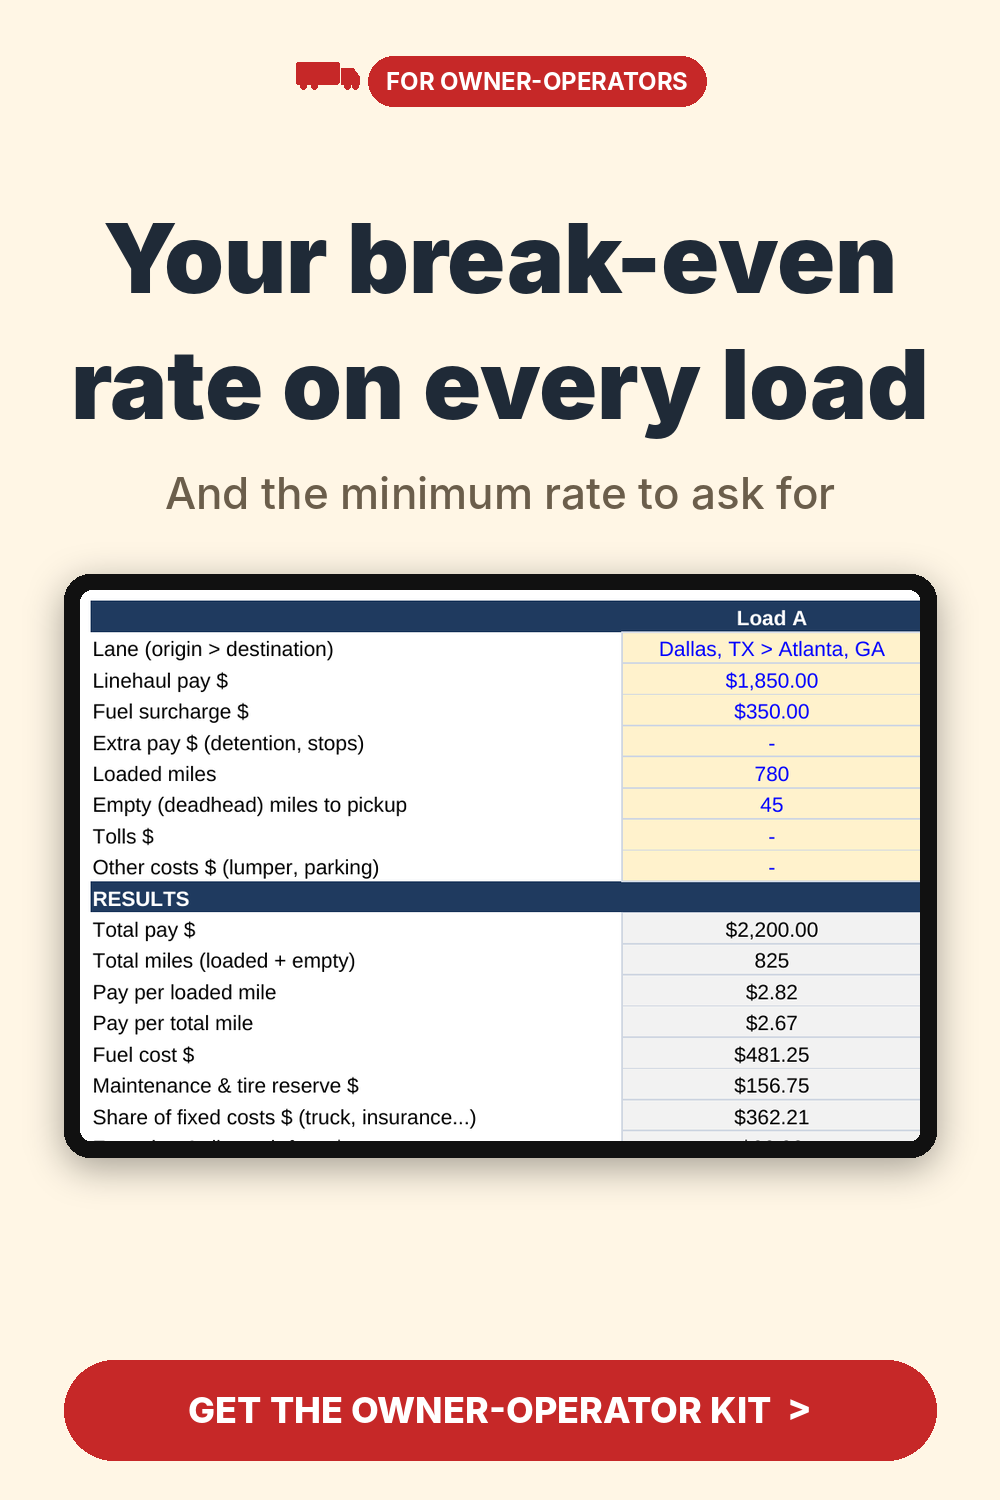 FOR OWNER-OPERATORS
Your break-even
rate on every load
And the minimum rate to ask for
Load A
Lane (origin > destination) Dallas, TX > Atlanta, GA
Linehaul pay $ $1,850.00
Fuel surcharge $ $350.00
Extra pay $ (detention, stops) -
Loaded miles 780
Empty (deadhead) miles to pickup 45
Tolls $ -
Other costs $ (lumper, parking) -
RESULTS
Total pay $ $2,200.00
Total miles (loaded + empty) 825
Pay per loaded mile $2.82
Pay per total mile $2.67
Fuel cost $ $481.25
Maintenance & tire reserve $ $156.75
Share of fixed costs $ (truck, insurance...) $362.21
GET THE OWNER-OPERATOR KIT >